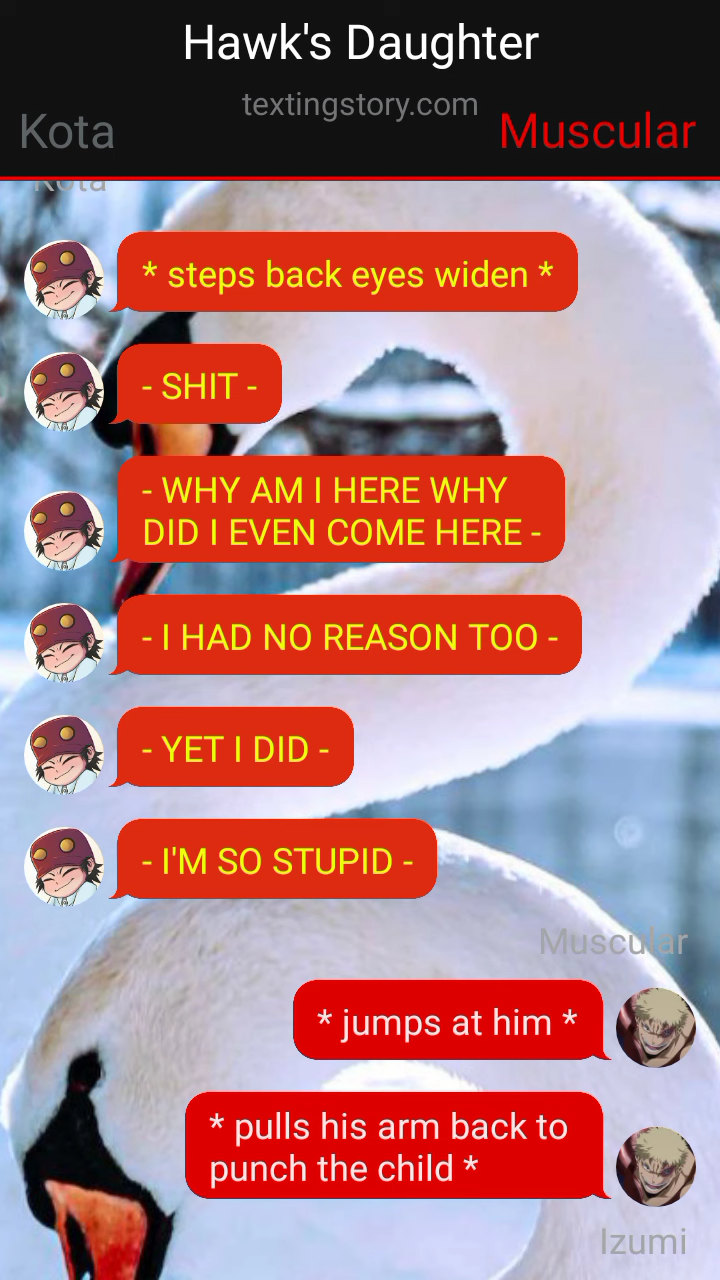 Hawk's Daughter
textingstory.com
Kota
Muscular
Kota
* steps back eyes widen *
- SHIT -
- WHY AM I HERE WHY
DID I EVEN COME HERE -
- I HAD NO REASON TOO -
- YET I DID -
- I'M SO STUPID -
Muscular
* jumps at him *
* pulls his arm back to
punch the child *
Izumi